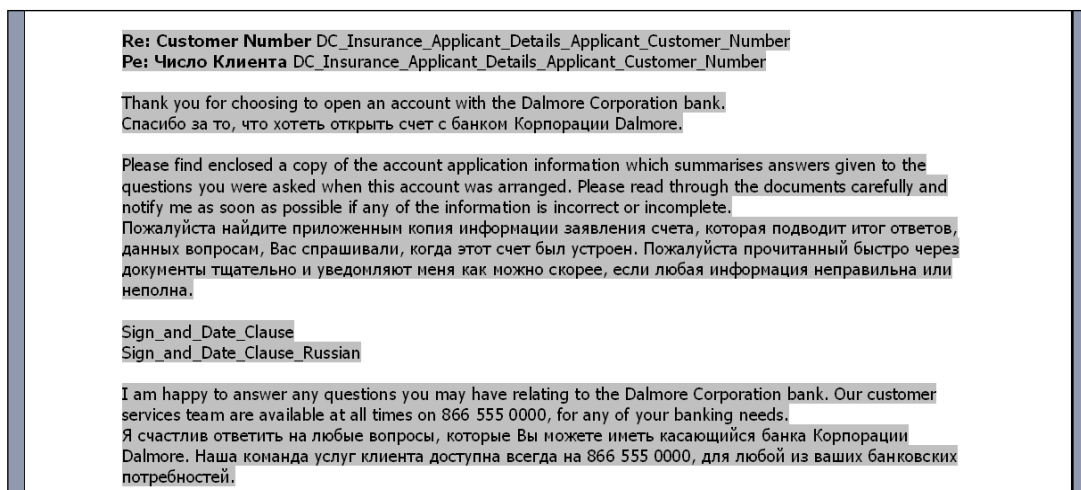 Re: Customer Number DC_Insurance_Applicant_Details_Applicant_Customer_Number
Ре: Число Клиента DC_Insurance_Applicant_Details_Applicant_Customer_Number
Thank you for choosing to open an account with the Dalmore Corporation bank.
Спасибо за то, что хотеть открыть счет с банком Корпорации Dalmore.
Please find enclosed a copy of the account application information which summarises answers given to the
questions you were asked when this account was arranged. Please read through the documents carefully and
notify me as soon as possible if any of the information is incorrect or incomplete.
Пожалуйста найдите приложенным копия информации заявления счета, которая подводит итог ответов,
данных вопросам, Вас спрашивали, когда этот счет был устроен. Пожалуйста прочитанный быстро через
документы тщательно и уведомляют меня как можно скорее, если любая информация неправильна или
неполна.
Sign_and_Date_Clause
Sign_and_Date_Clause_Russian
I am happy to answer any questions you may have relating to the Dalmore Corporation bank. Our customer
services team are available at all times on 866 555 0000, for any of your banking needs.
Я счастлив ответить на любые вопросы, которые Вы можете иметь касающийся банка Корпорации
Dalmore. Наша команда услуг клиента доступна всегда на 866 555 0000, для любой из ваших банковских
потребностей.